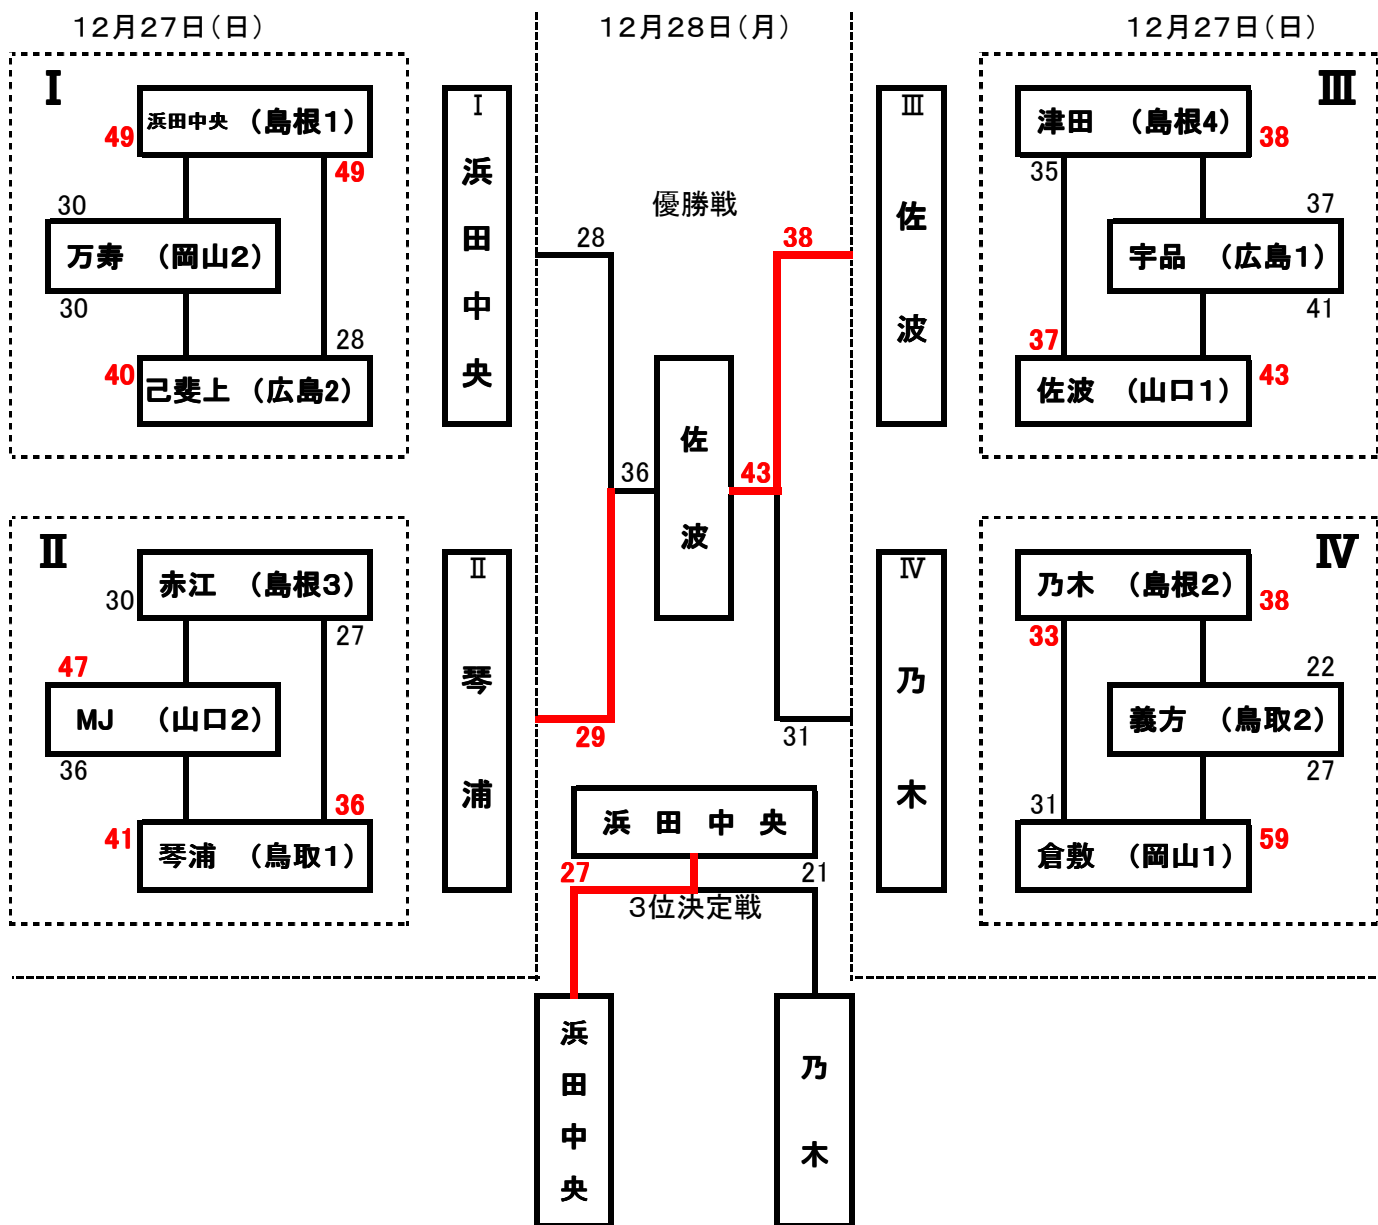 12月27日(日)
12月28日(月)
12月27日(日)
Ⅰ
浜田中央 (島根1)
49
49
30
万寿 (岡山2)
30
28
40
己斐上 (広島2)
Ⅰ
浜田中央
優勝戦
28
38
Ⅲ
佐波
Ⅲ
津田 (島根4)
38
35
37
宇品 (広島1)
41
37
佐波 (山口1)
43
36
佐波
43
Ⅱ
赤江 (島根3)
30
27
47
MJ (山口2)
36
36
41
琴浦 (鳥取1)
Ⅱ
琴浦
29
31
Ⅳ
乃木
Ⅳ
乃木 (島根2)
38
33
22
義方 (鳥取2)
27
31
倉敷 (岡山1)
59
浜田中央
27
21
3位決定戦
浜田中央
乃木